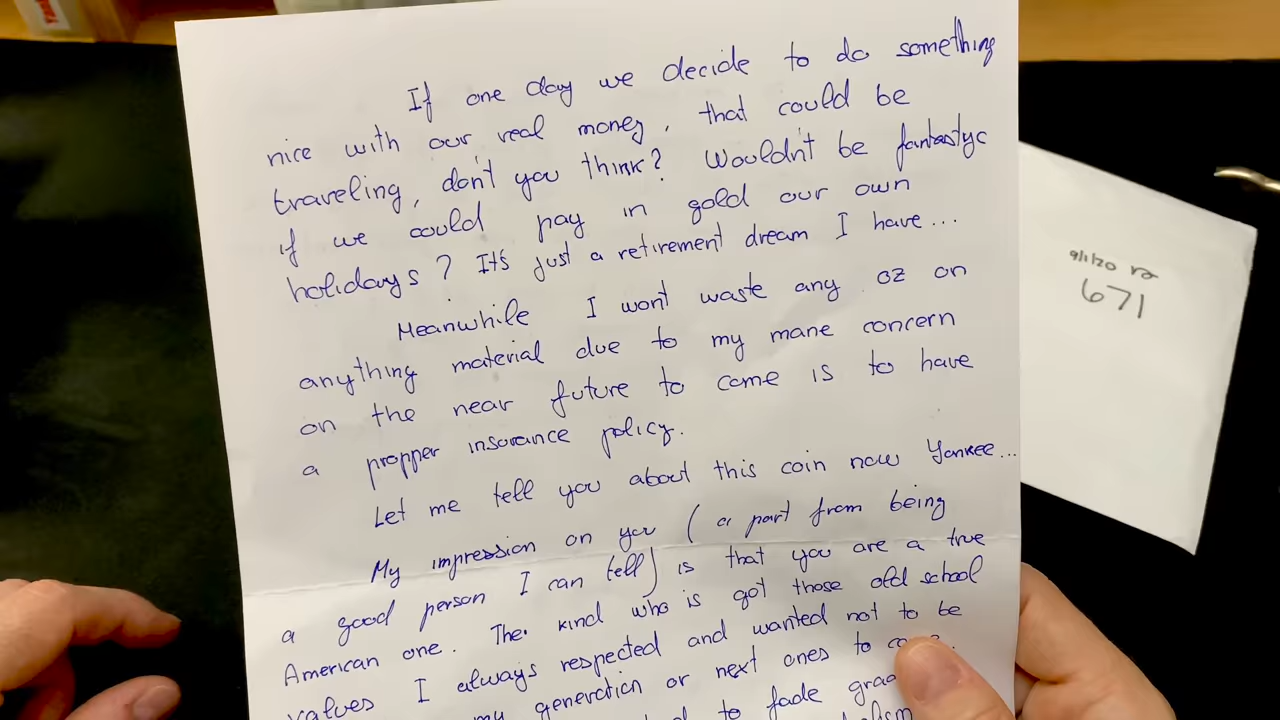 If one day we decide to do something
nice with our real money, that could be
traveling, don't you think? Wouldn't be fantastyc
if we could pay in gold our own
holidays? It's just a retirement dream I have...
Meanwhile I wont waste any oz on
anything material due to my mane concern
on the near future to come is to have
a propper insurance policy.
Let me tell you about this coin now Yankee...
My impression on you (a part from being
a good person I can tell) is that you are a true
American one. The kind who is got those old school
values I always respected and wanted not to be
my generation or next ones to
to fade
9/1/20
671